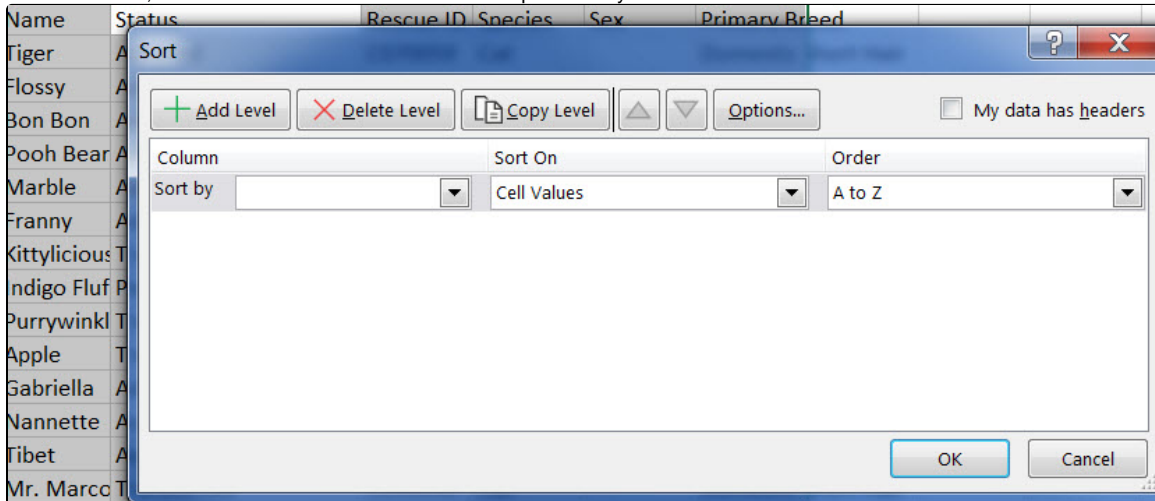 Name Status Rescue ID Species Sex Primary Breed
Tiger A Sort
Flossy A
+ Add Level Delete Level Copy Level Options... My data has headers
Bon Bon A
Pooh Bear A Column Sort On Order
Marble A Sort by Cell Values A to Z
Franny A
Kittylicious T
Indigo Fluf P
Purrywinkl T
Apple T
Gabriella A
Nannette A
Tibet A OK Cancel
Mr. Marco T